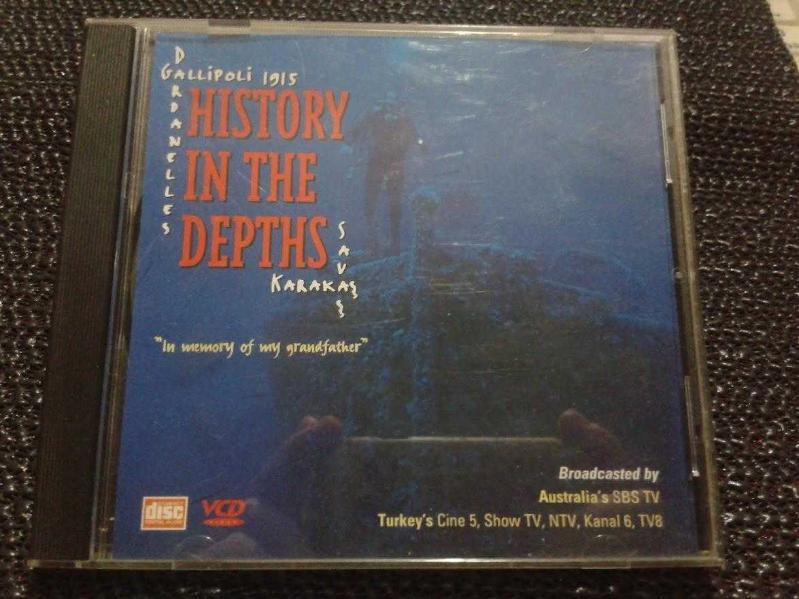 DARDANELLES
GALLIPOLI 1915
HISTORY
IN THE
DEPTHS
SAVAŞ
KARAKAŞ
"In memory of my grandfather"
Broadcasted by
Australia's SBS TV
Turkey's Cine 5, Show TV, NTV, Kanal 6, TV8
disc
VCD